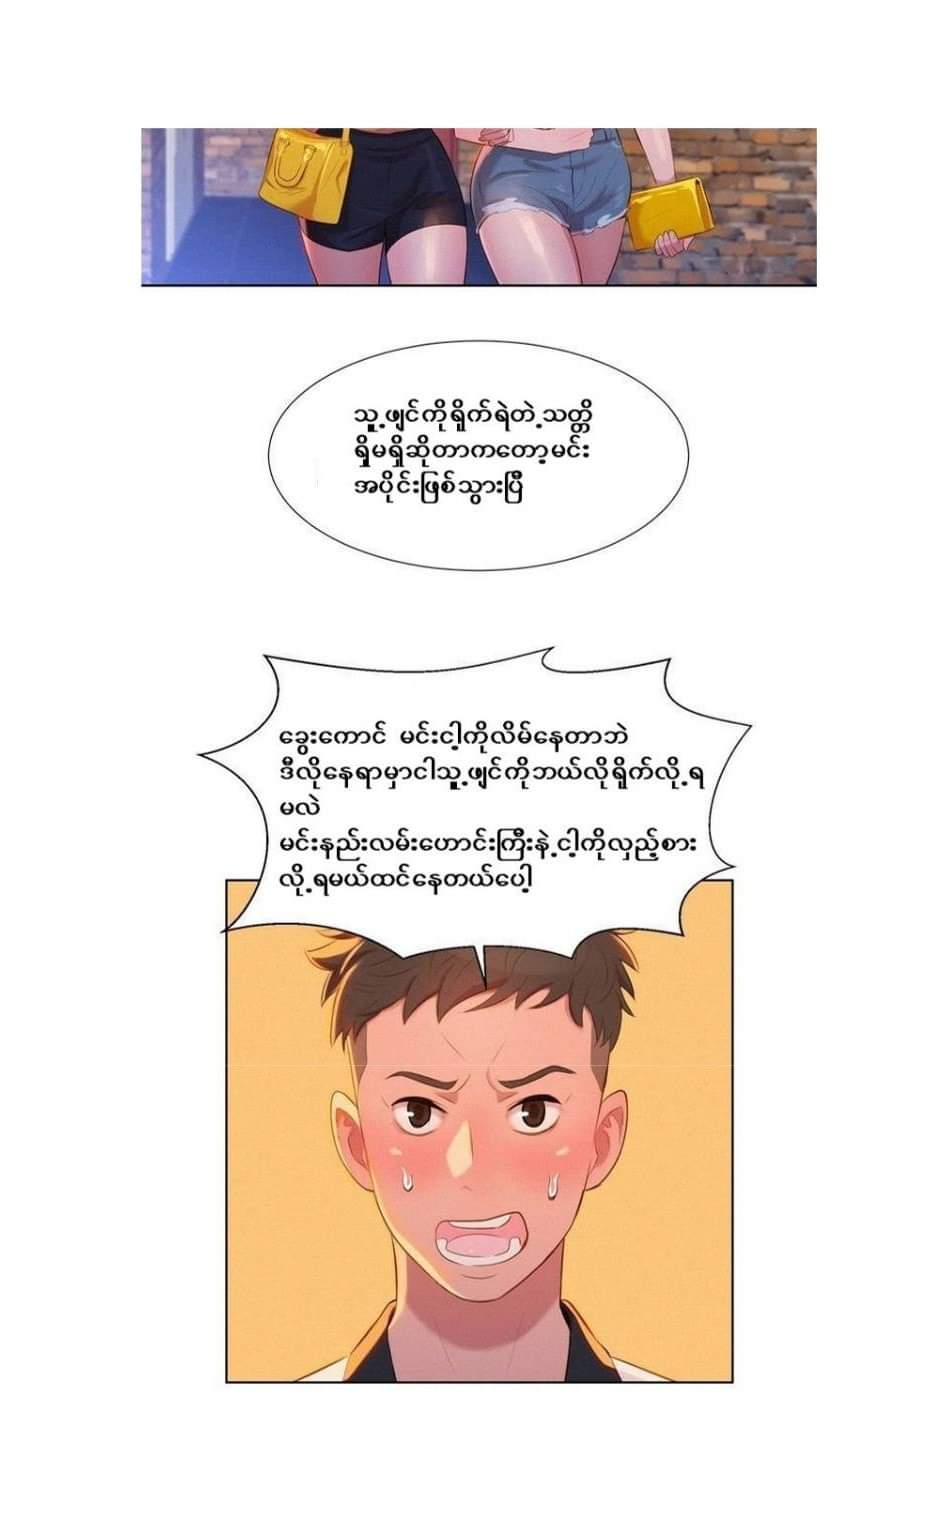 သူ့ဖျင်ကိုရိုက်ရဲတဲ့သတ္တိ
ရှိမရှိဆိုတာကတော့မင်း
အပိုင်းဖြစ်သွားပြီ
ခွေးကောင် မင်းငါ့ကိုလိမ်နေတာဘဲ
ဒီလိုနေရာမှာငါသူ့ဖျင်ကိုဘယ်လိုရိုက်လို့ရ
မလဲ
မင်းနည်းလမ်းဟောင်းကြီးနဲ့ငါ့ကိုလှည့်စား
လို့ရမယ်ထင်နေတယ်ပေါ့